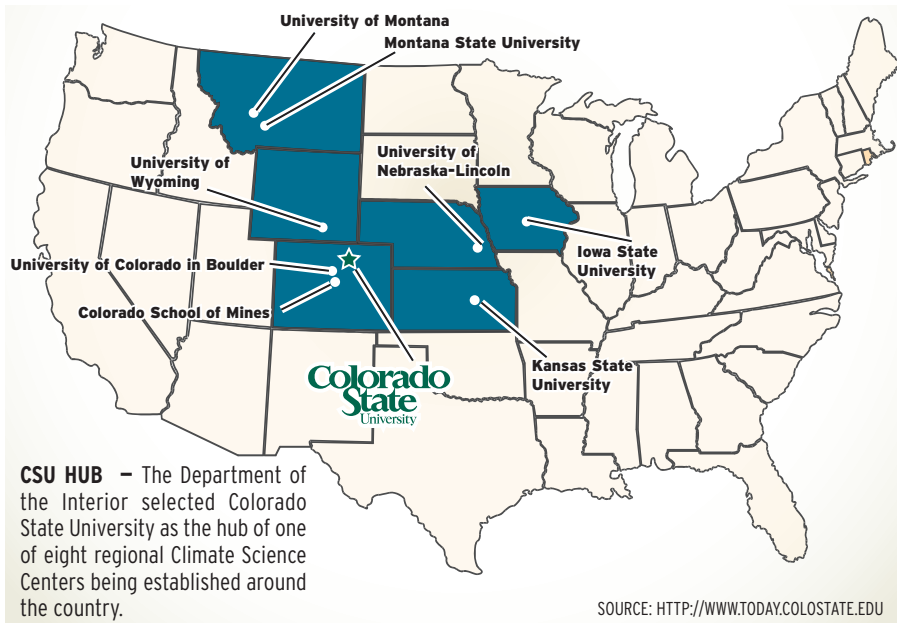 University of Montana
Montana State University
University of
Wyoming
University of
Nebraska-Lincoln
Iowa State
University
University of Colorado in Boulder
Colorado School of Mines
Kansas State
University
Colorado
State
University
CSU HUB – The Department of
the Interior selected Colorado
State University as the hub of one
of eight regional Climate Science
Centers being established around
the country.
SOURCE: HTTP://WWW.TODAY.COLOSTATE.EDU